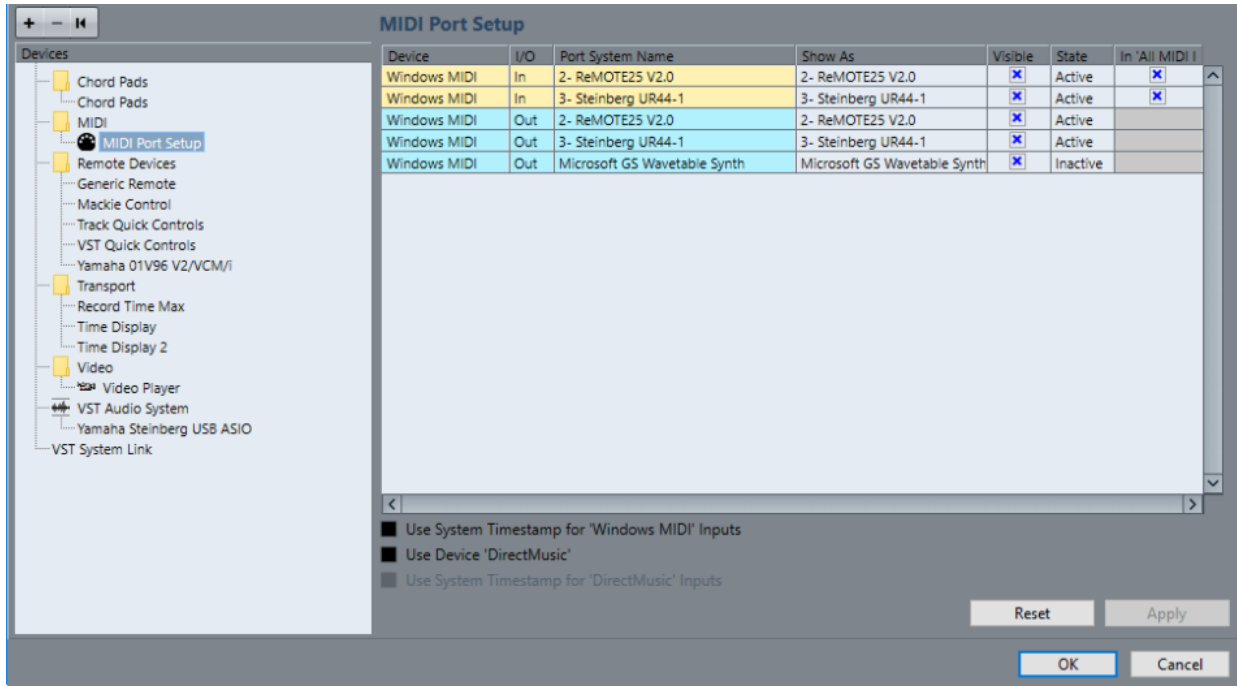 MIDI Port Setup
Devices
Chord Pads
Chord Pads
MIDI
MIDI Port Setup
Remote Devices
Generic Remote
Mackie Control
Track Quick Controls
VST Quick Controls
Yamaha 01V96 V2/VCM/i
Transport
Record Time Max
Time Display
Time Display 2
Video
Video Player
VST Audio System
Yamaha Steinberg USB ASIO
VST System Link
Device I/O Port System Name Show As Visible State In 'All MIDI I
Windows MIDI In 2- ReMOTE25 V2.0 2- ReMOTE25 V2.0 Active
Windows MIDI In 3- Steinberg UR44-1 3- Steinberg UR44-1 Active
Windows MIDI Out 2- ReMOTE25 V2.0 2- ReMOTE25 V2.0 Active
Windows MIDI Out 3- Steinberg UR44-1 3- Steinberg UR44-1 Active
Windows MIDI Out Microsoft GS Wavetable Synth Microsoft GS Wavetable Synth Inactive
Use System Timestamp for 'Windows MIDI' Inputs
Use Device 'DirectMusic'
Use System Timestamp for 'DirectMusic' Inputs
Reset Apply
OK Cancel